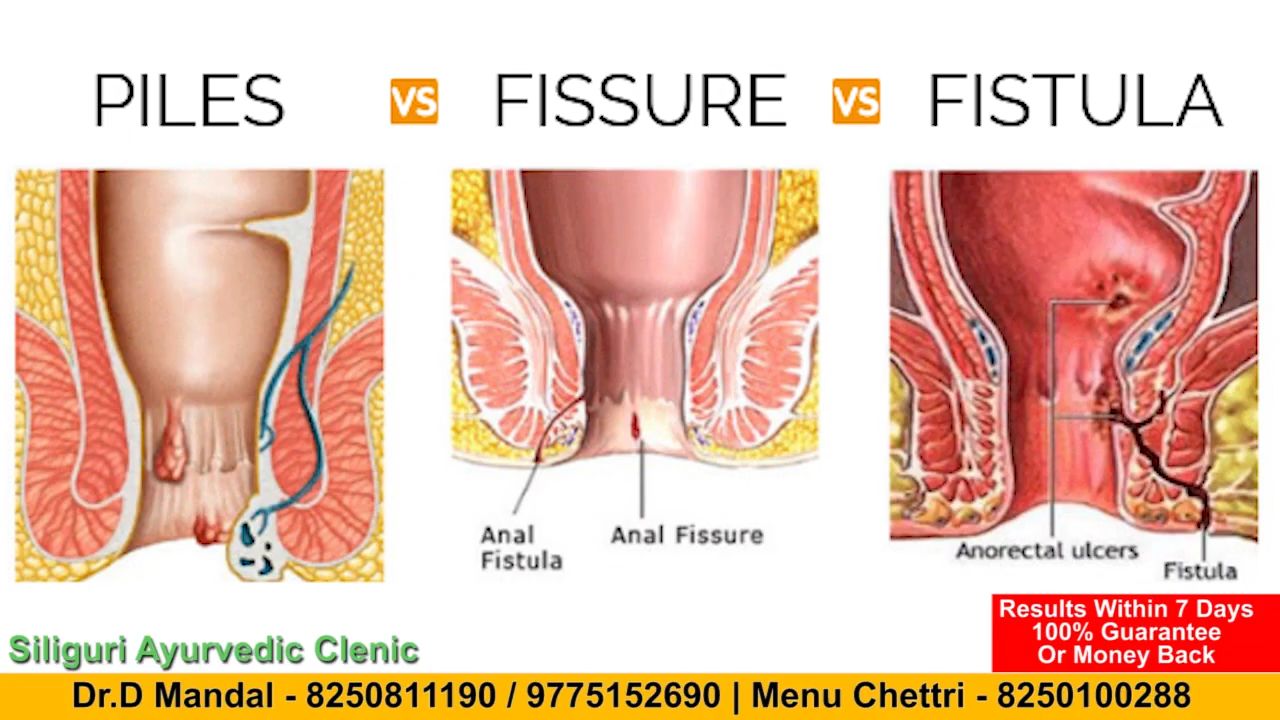 PILES VS FISSURE VS FISTULA
Anal
Fistula
Anal Fissure
Anorectal ulcers
Fistula
Results Within 7 Days
100% Guarantee
Or Money Back
Siliguri Ayurvedic Clenic
Dr.D Mandal - 8250811190 / 9775152690 | Menu Chettri - 8250100288